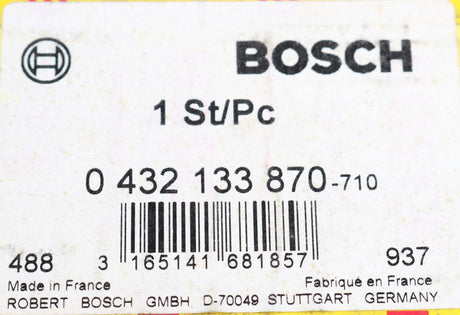 BOSCH
1 St/Pc
0 432 133 870-710
488 3 165141 681857 937
Made in France Fabriqué en France
ROBERT BOSCH GMBH, D-70049 STUTTGART, GERMANY